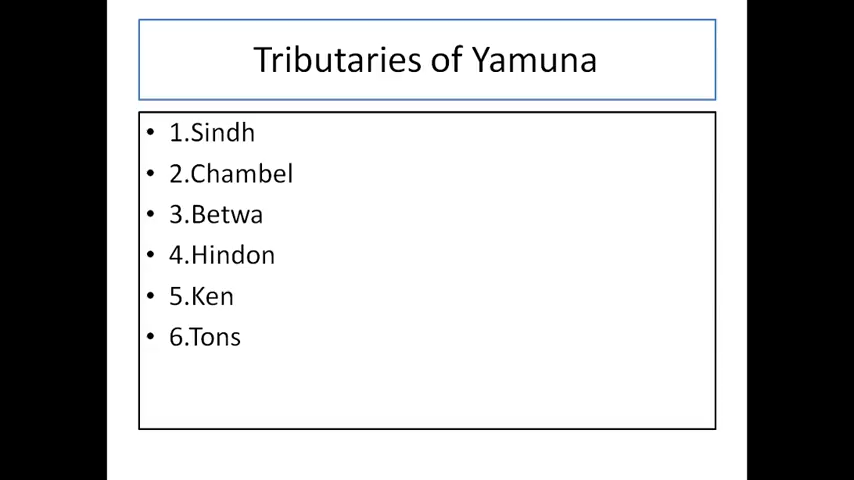 Tributaries of Yamuna
• 1.Sindh
• 2.Chambel
• 3.Betwa
• 4.Hindon
• 5.Ken
• 6.Tons